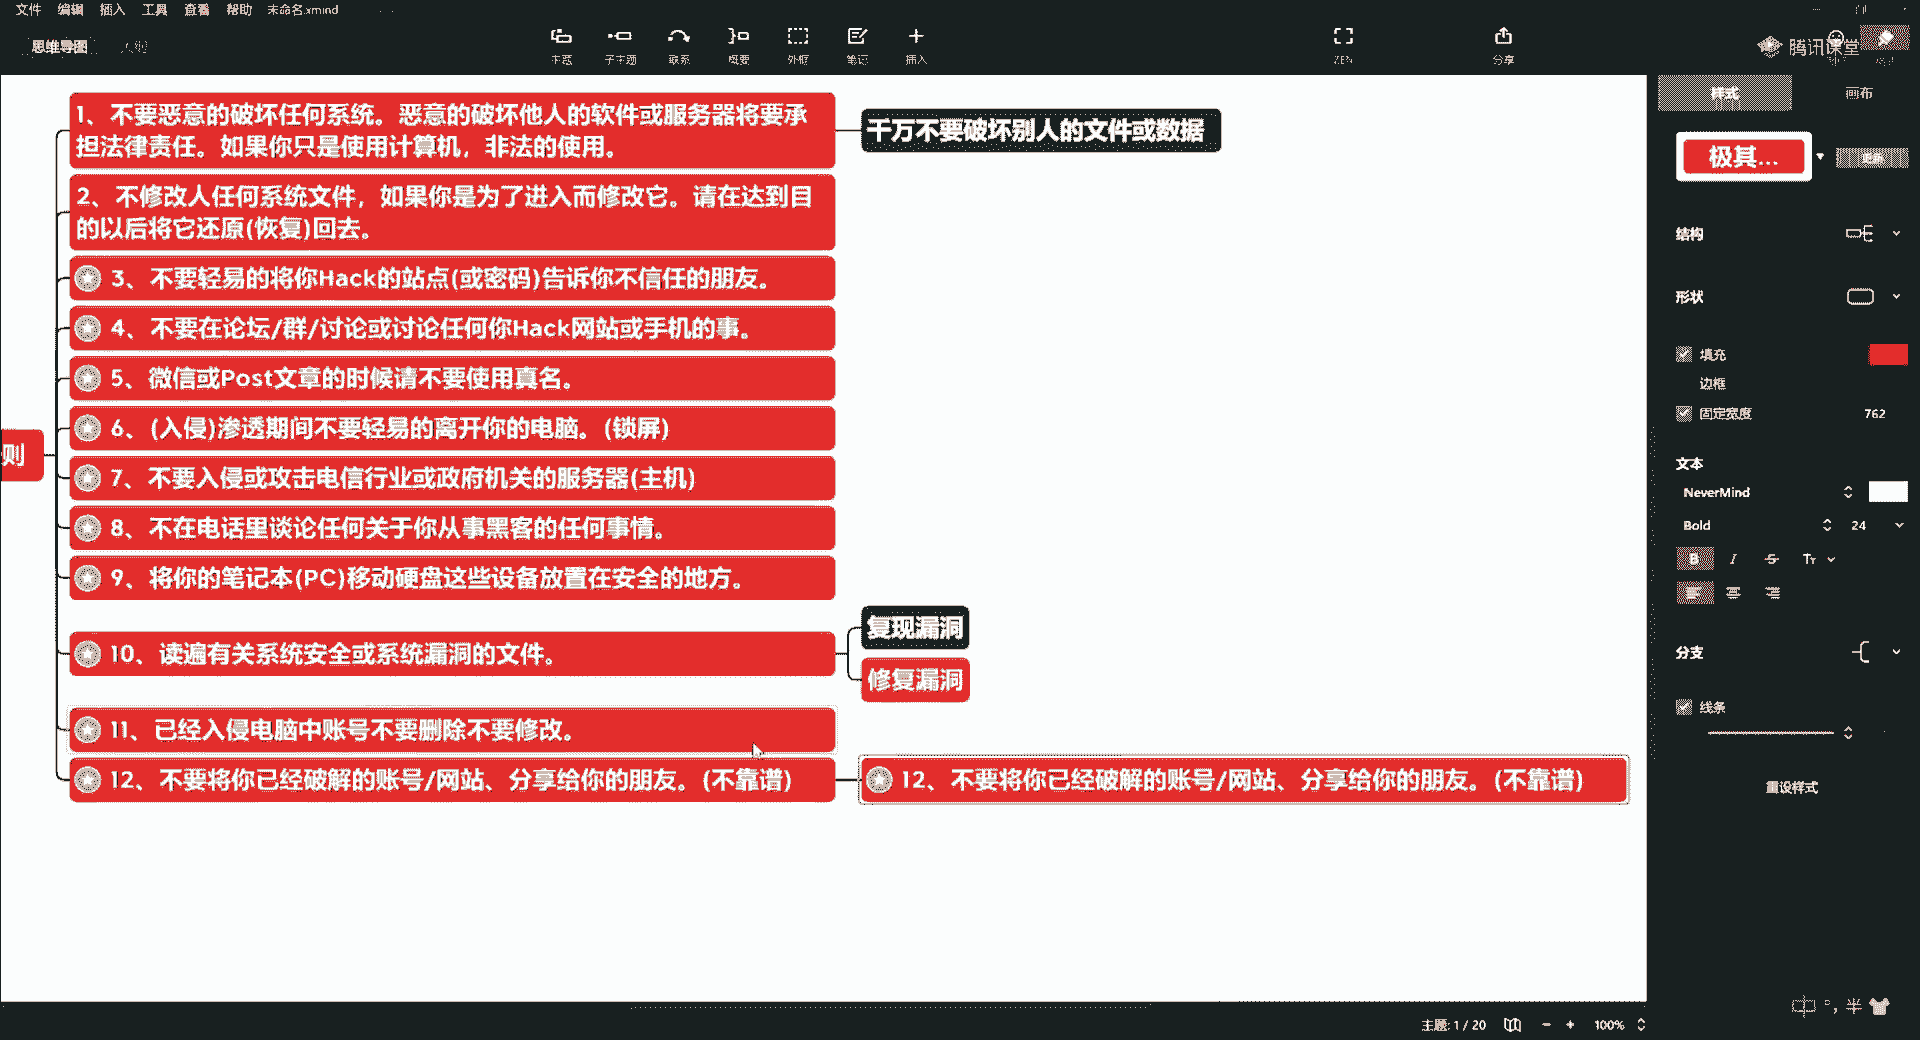 文件 编辑 插入 工具 查看 帮助 未命名.xmind
思维导图
主题 子主题 联系 概要 外框 笔记 插入 ZEN 分享
腾讯课堂
样式 画布
1、不要恶意的破坏任何系统。恶意的破坏他人的软件或服务器将要承
担法律责任。如果你只是使用计算机，非法的使用。
千万不要破坏别人的文件或数据
2、不修改人任何系统文件，如果你是为了进入而修改它。请在达到目
的以后将它还原(恢复)回去。
3、不要轻易的将你Hack的站点(或密码)告诉你不信任的朋友。
4、不要在论坛/群/讨论或讨论任何你Hack网站或手机的事。
5、微信或Post文章的时候请不要使用真名。
则
6、(入侵)渗透期间不要轻易的离开你的电脑。(锁屏)
7、不要入侵或攻击电信行业或政府机关的服务器(主机)
8、不在电话里谈论任何关于你从事黑客的任何事情。
9、将你的笔记本(PC)移动硬盘这些设备放置在安全的地方。
10、读遍有关系统安全或系统漏洞的文件。
复现漏洞
修复漏洞
11、已经入侵电脑中账号不要删除不要修改。
12、不要将你已经破解的账号/网站、分享给你的朋友。(不靠谱)
12、不要将你已经破解的账号/网站、分享给你的朋友。(不靠谱)
极其...
更新
结构
形状
填充
边框
固定宽度 762
文本
NeverMind
Bold 24
B I S Tт
分支
线条
重设样式
中 °, 半
主题: 1 / 20 100%